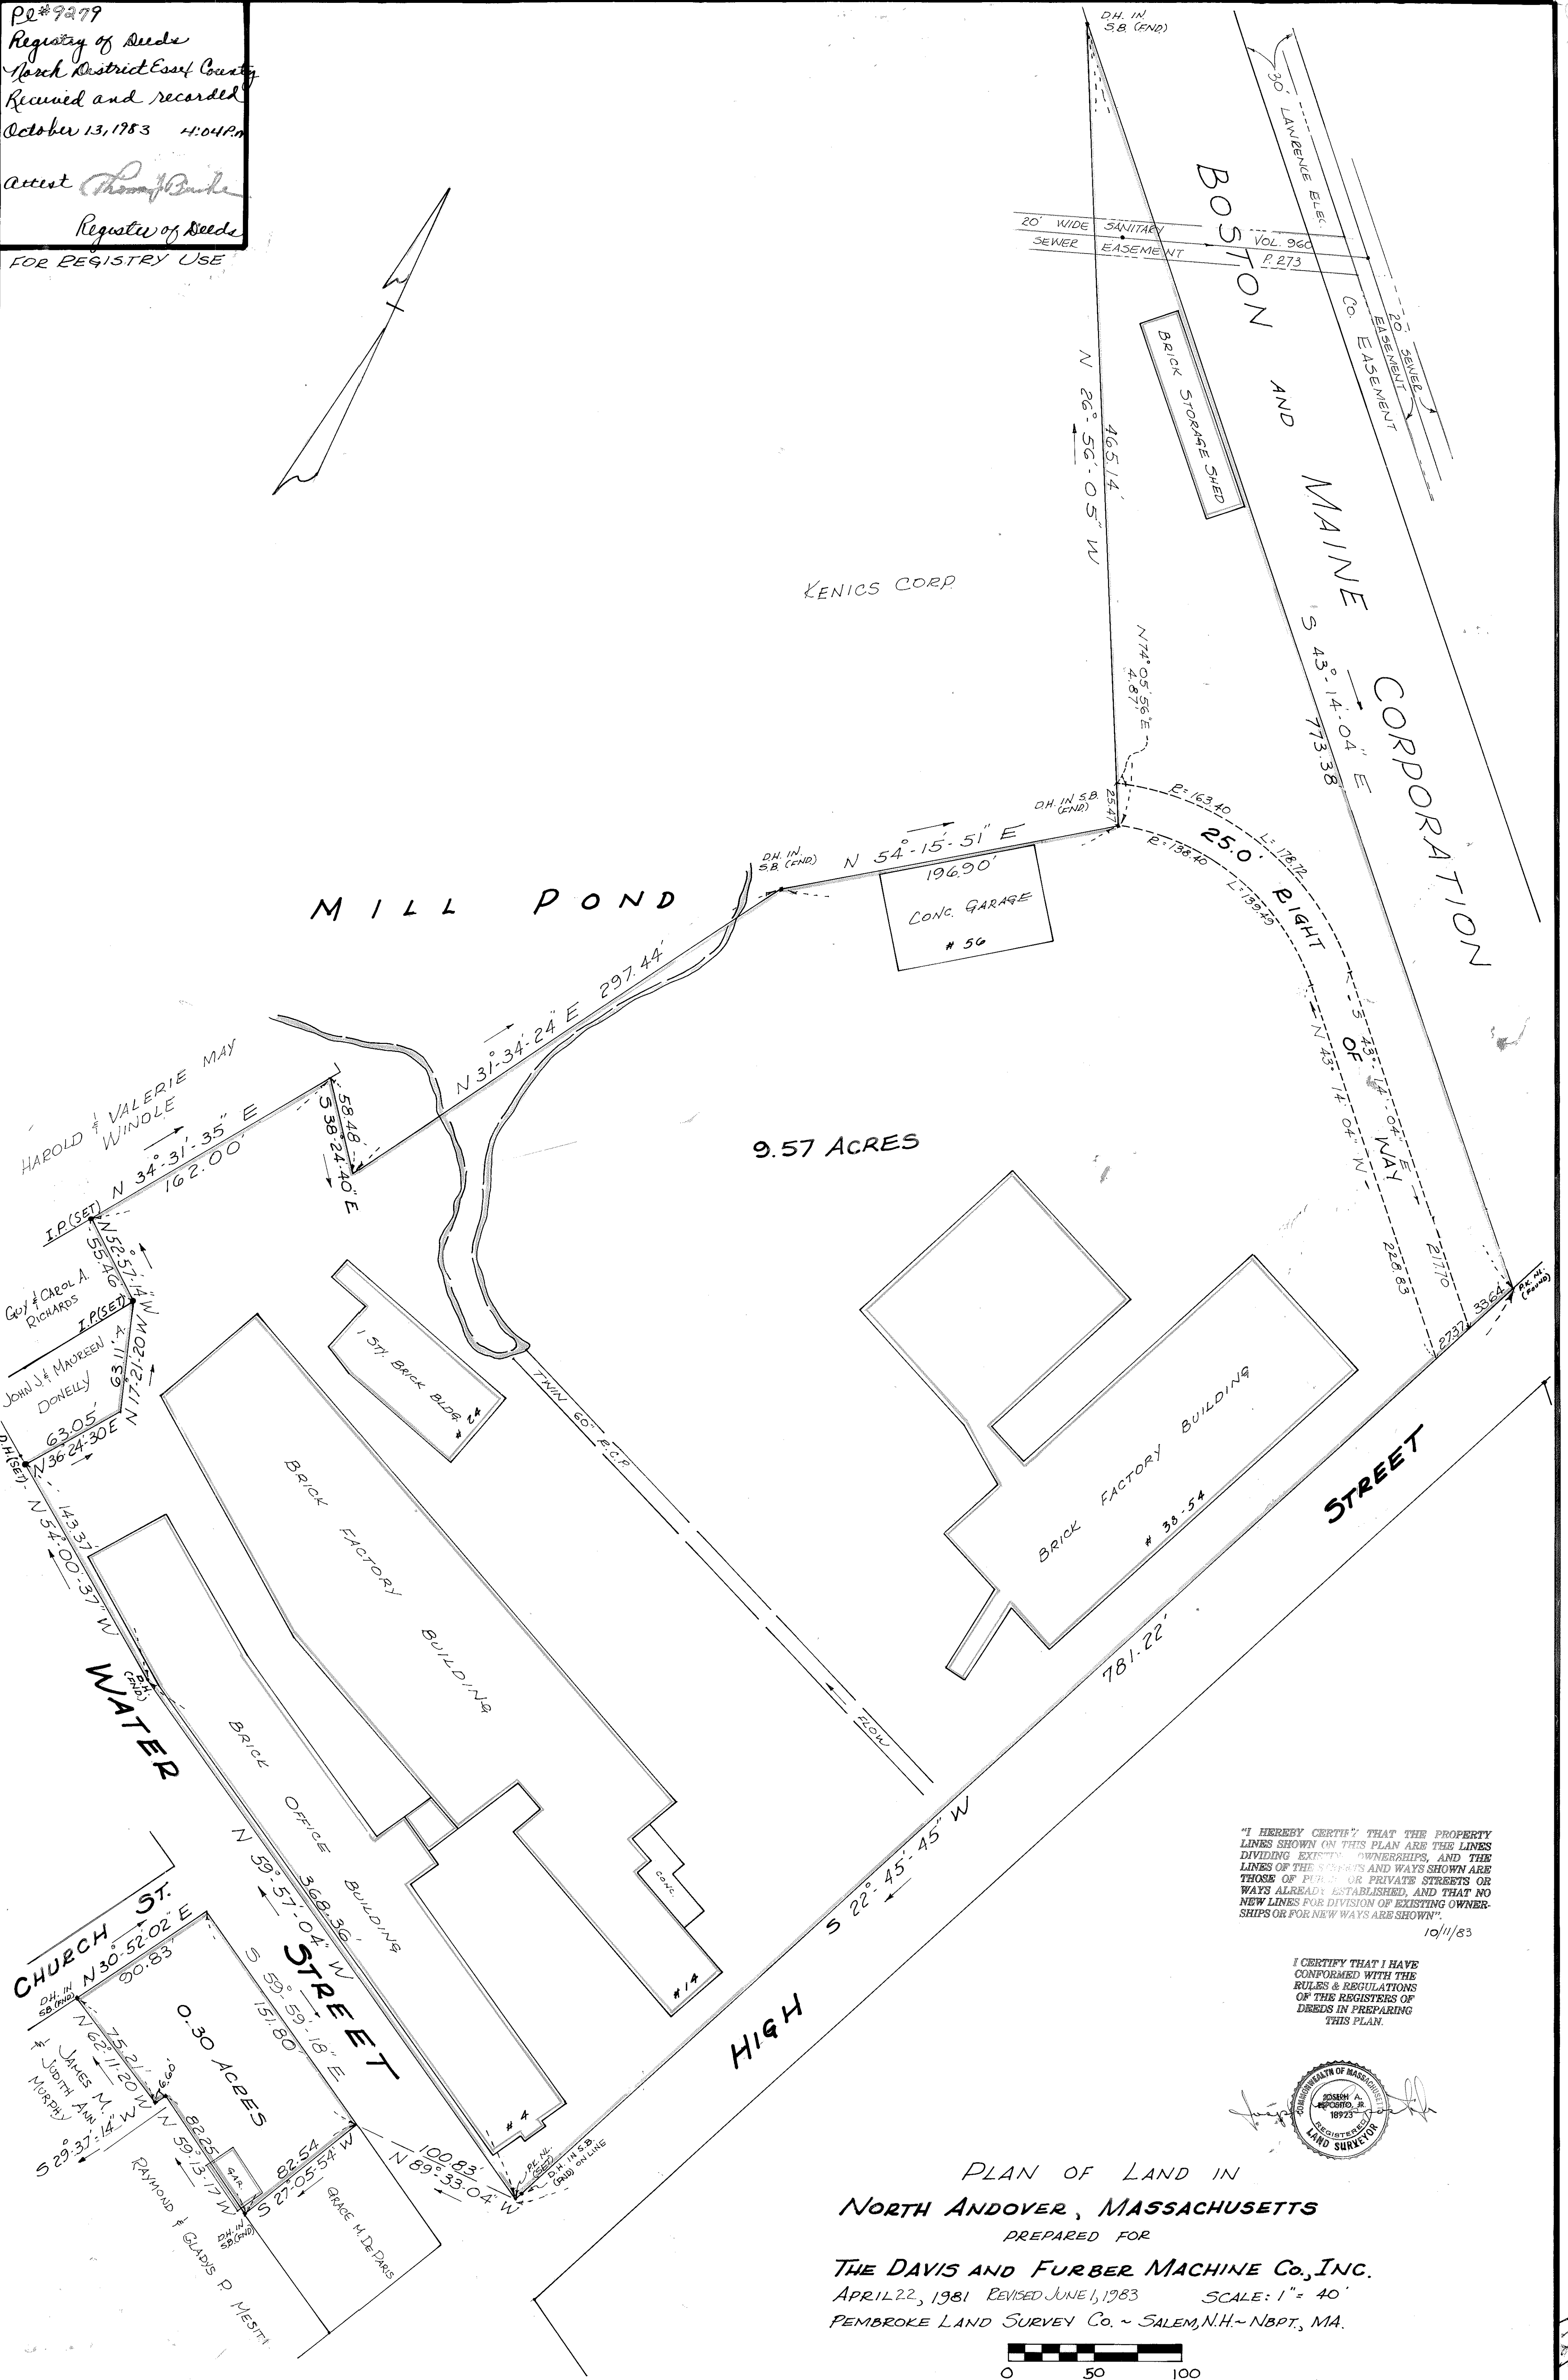 Pl#9279
Registry of Deeds
North District Essex County
Received and recorded
October 13, 1983 4:04 P.M
Attest
Register of Deeds
FOR REGISTRY USE
D.H. IN.
S.B. (FND)
30' LAWRENCE ELEC.
CO. EASEMENT
20' SEWER
EASEMENT
20' WIDE SANITARY
SEWER EASEMENT
VOL. 960
P. 273
BOSTON AND MAINE CORPORATION
BRICK STORAGE SHED
N 26°-56'-05" W
465.14'
KENICS CORP.
N74°05'56"E
4.87'
S 43°-14'-04" E
773.38
D.H. IN S.B.
(FND)
25.47
R=163.40
L=178.72
25.0' RIGHT OF WAY
R=138.40
L=139.49
S 43°-14'-04" E
217.70
N 43°-14'-04" W
228.83
D.H. IN.
S.B. (FND)
N 54°-15'-51" E
196.90'
CONC. GARAGE
# 56
MILL POND
N 31°-34'-24" E 297.44'
HAROLD & VALERIE MAY
WINDLE
N 34°-31'-35" E
162.00'
58.48'
S 38°-24'-40" E
I.P.(SET)
N 52°-57'-14" W
55.46'
GUY & CAROL A.
RICHARDS
I.P.(SET)
JOHN J. & MAUREEN A.
DONELLY
63.11'
N 17°-21'-20" W
63.05'
N 36°-24'-30" E
D.H.(SET)
143.37'
N 54°-00'-37" W
9.57 ACRES
33.64
27.37
P.K. NL.
(FOUND)
1 STY. BRICK BLDG.
# 24
TWIN 60" R.C.P.
FLOW
BRICK FACTORY BUILDING
BRICK FACTORY BUILDING
# 38-54
D.H.
(FND)
WATER STREET
BRICK OFFICE BUILDING
N 59°-57'-04" W
368.36'
CONC.
# 14
# 4
HIGH STREET
781.22'
S 22°-45'-45" W
CHURCH ST.
D.H. IN
S.B. (FND)
N 30°-52'-02" E
90.83'
S 59°-59'-18" E
151.80'
0.30 ACRES
75.21'
N 62°-11'-20" W
JAMES M.
& JUDITH ANN
MURPHY
S 29°-37'-14" W
82.25
N 59°-13'-17" W
GAR.
82.54
S 27°-05'-54" W
D.H. IN
S.B. (FND)
RAYMOND & GLADYS P. MESITI
GRACE M. DEPARIS
100.83'
N 89°-33'-04" W
P.K. NL.
(SET)
D.H. IN S.B.
(FND) ON LINE
"I HEREBY CERTIFY THAT THE PROPERTY
LINES SHOWN ON THIS PLAN ARE THE LINES
DIVIDING EXISTING OWNERSHIPS, AND THE
LINES OF THE STREETS AND WAYS SHOWN ARE
THOSE OF PUBLIC OR PRIVATE STREETS OR
WAYS ALREADY ESTABLISHED, AND THAT NO
NEW LINES FOR DIVISION OF EXISTING OWNER-
SHIPS OR FOR NEW WAYS ARE SHOWN".
10/11/83
I CERTIFY THAT I HAVE
CONFORMED WITH THE
RULES & REGULATIONS
OF THE REGISTERS OF
DEEDS IN PREPARING
THIS PLAN.
COMMONWEALTH OF MASSACHUSETTS
JOSEPH A.
ESPOSITO, JR.
18923
REGISTERED
LAND SURVEYOR
PLAN OF LAND IN
NORTH ANDOVER, MASSACHUSETTS
PREPARED FOR
THE DAVIS AND FURBER MACHINE CO., INC.
APRIL 22, 1981 REVISED JUNE 1, 1983 SCALE: 1" = 40'
PEMBROKE LAND SURVEY CO. ~ SALEM, N.H. ~ NBPT., MA.
0 50 100